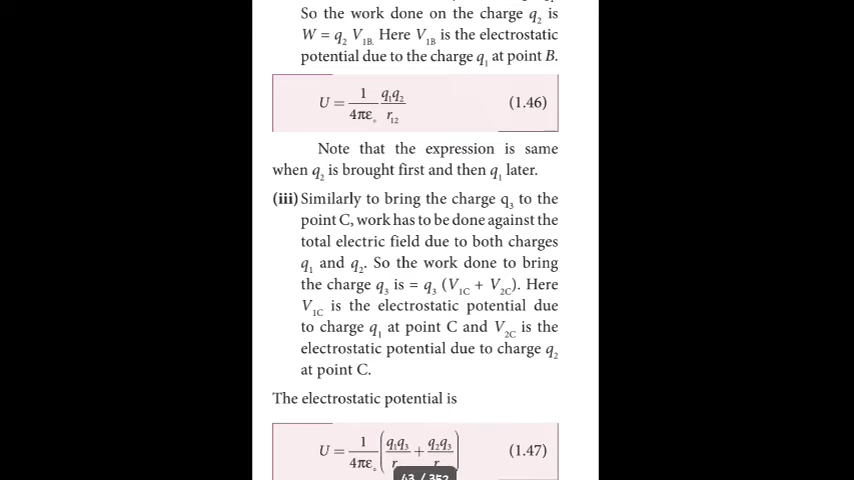 So the work done on the charge q₂ is
W = q₂ V₁B. Here V₁B is the electrostatic
potential due to the charge q₁ at point B.
U = 1/4πε₀ q₁q₂/r₁₂ (1.46)
Note that the expression is same
when q₂ is brought first and then q₁ later.
(iii) Similarly to bring the charge q₃ to the
point C, work has to be done against the
total electric field due to both charges
q₁ and q₂. So the work done to bring
the charge q₃ is = q₃ (V₁C + V₂C). Here
V₁C is the electrostatic potential due
to charge q₁ at point C and V₂C is the
electrostatic potential due to charge q₂
at point C.
The electrostatic potential is
U = 1/4πε₀ (q₁q₃/r + q₂q₃/r) (1.47)
43 / 352